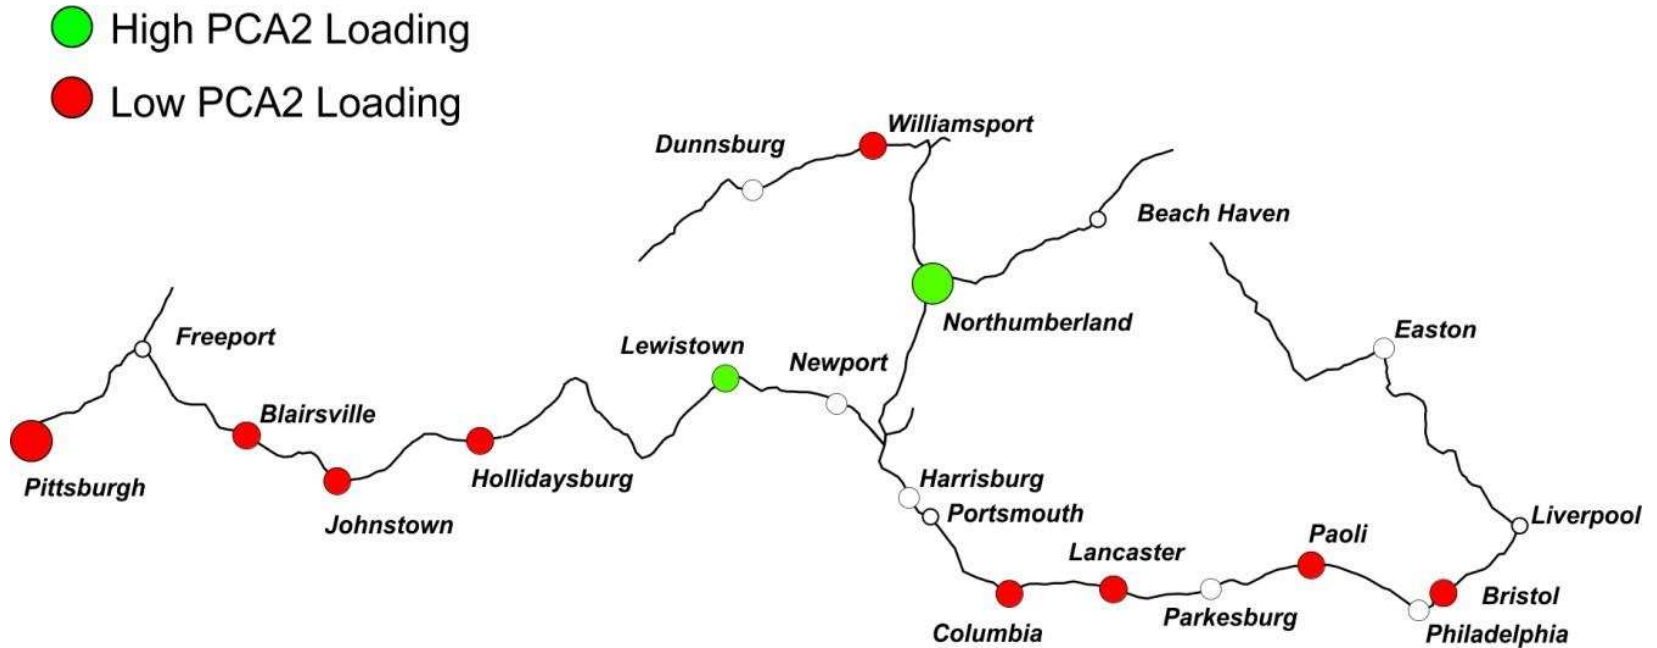 High PCA2 Loading
Low PCA2 Loading
Williamsport
Dunnsburg
Beach Haven
Northumberland
Easton
Freeport
Lewistown
Newport
Blairsville
Pittsburgh
Hollidaysburg
Johnstown
Harrisburg
Portsmouth
Liverpool
Paoli
Lancaster
Bristol
Parkesburg
Columbia
Philadelphia